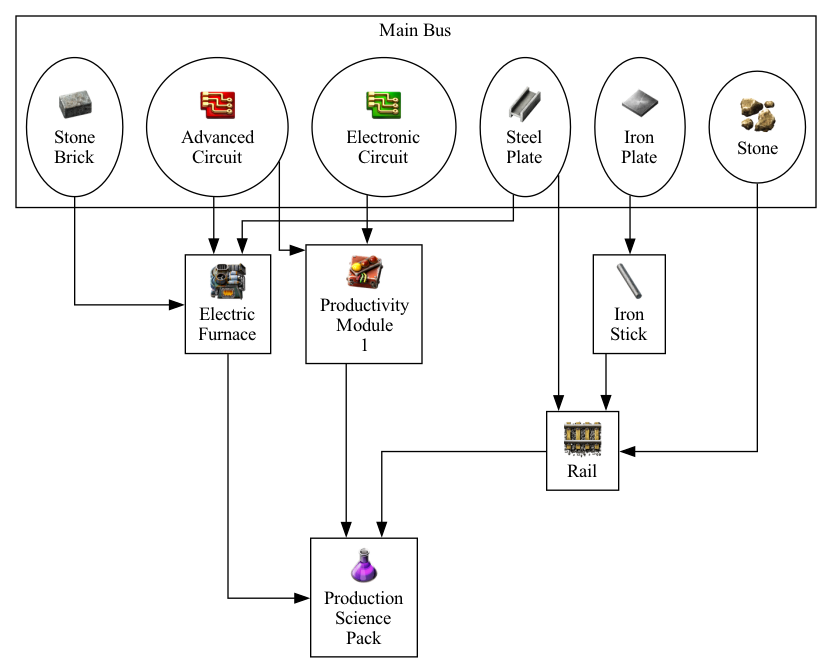 Main Bus
Stone
Brick
Advanced
Circuit
Electronic
Circuit
Steel
Plate
Iron
Plate
Stone
Electric
Furnace
Productivity
Module
1
Iron
Stick
Rail
Production
Science
Pack